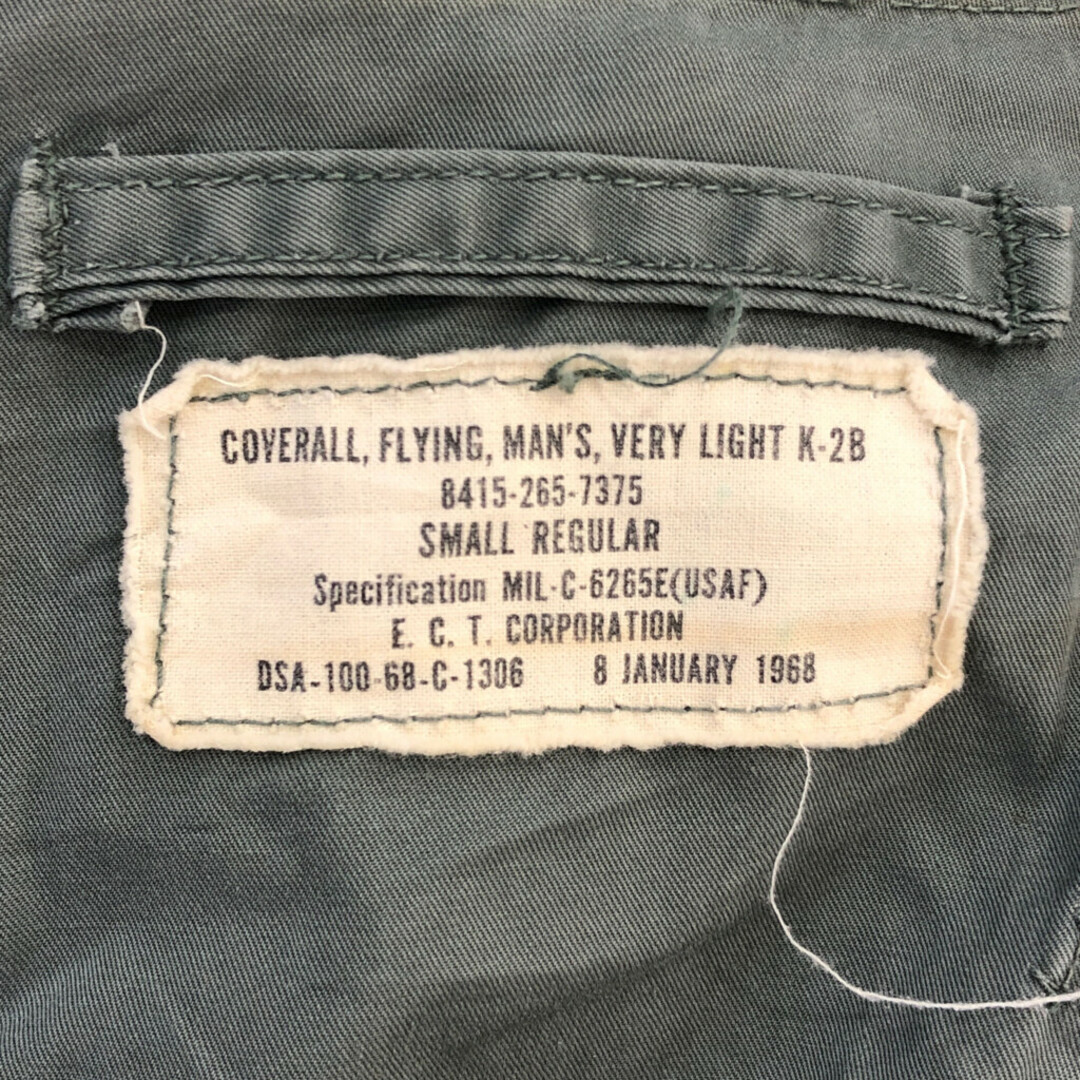 COVERALL, FLYING, MAN'S, VERY LIGHT K-2B
8415-265-7375
SMALL REGULAR
Specification MIL-C-6265E(USAF)
E. C. T. CORPORATION
DSA-100-68-C-1306 8 JANUARY 1968